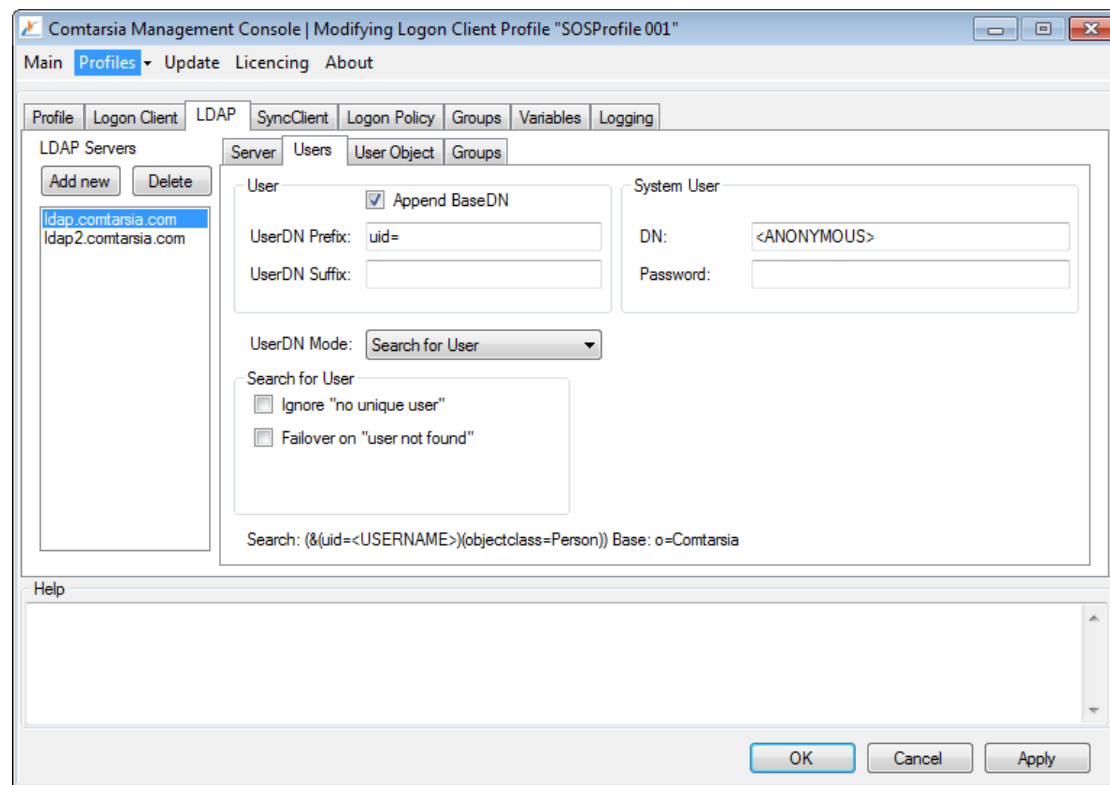 Comtarsia Management Console | Modifying Logon Client Profile "SOSProfile 001"
Main Profiles Update Licencing About
Profile Logon Client LDAP SyncClient Logon Policy Groups Variables Logging
LDAP Servers
Add new Delete
ldap.comtarsia.com
ldap2.comtarsia.com
Server Users User Object Groups
User
Append BaseDN
UserDN Prefix: uid=
UserDN Suffix:
System User
DN: <ANONYMOUS>
Password:
UserDN Mode: Search for User
Search for User
Ignore "no unique user"
Failover on "user not found"
Search: (&(uid=<USERNAME>)(objectclass=Person)) Base: o=Comtarsia
Help
OK Cancel Apply